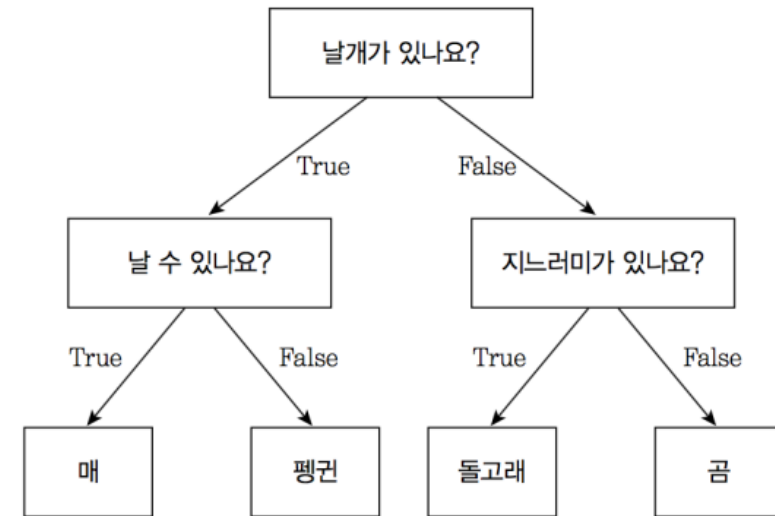 날개가 있나요?
True
False
날 수 있나요?
지느러미가 있나요?
True
False
True
False
매
펭귄
돌고래
곰